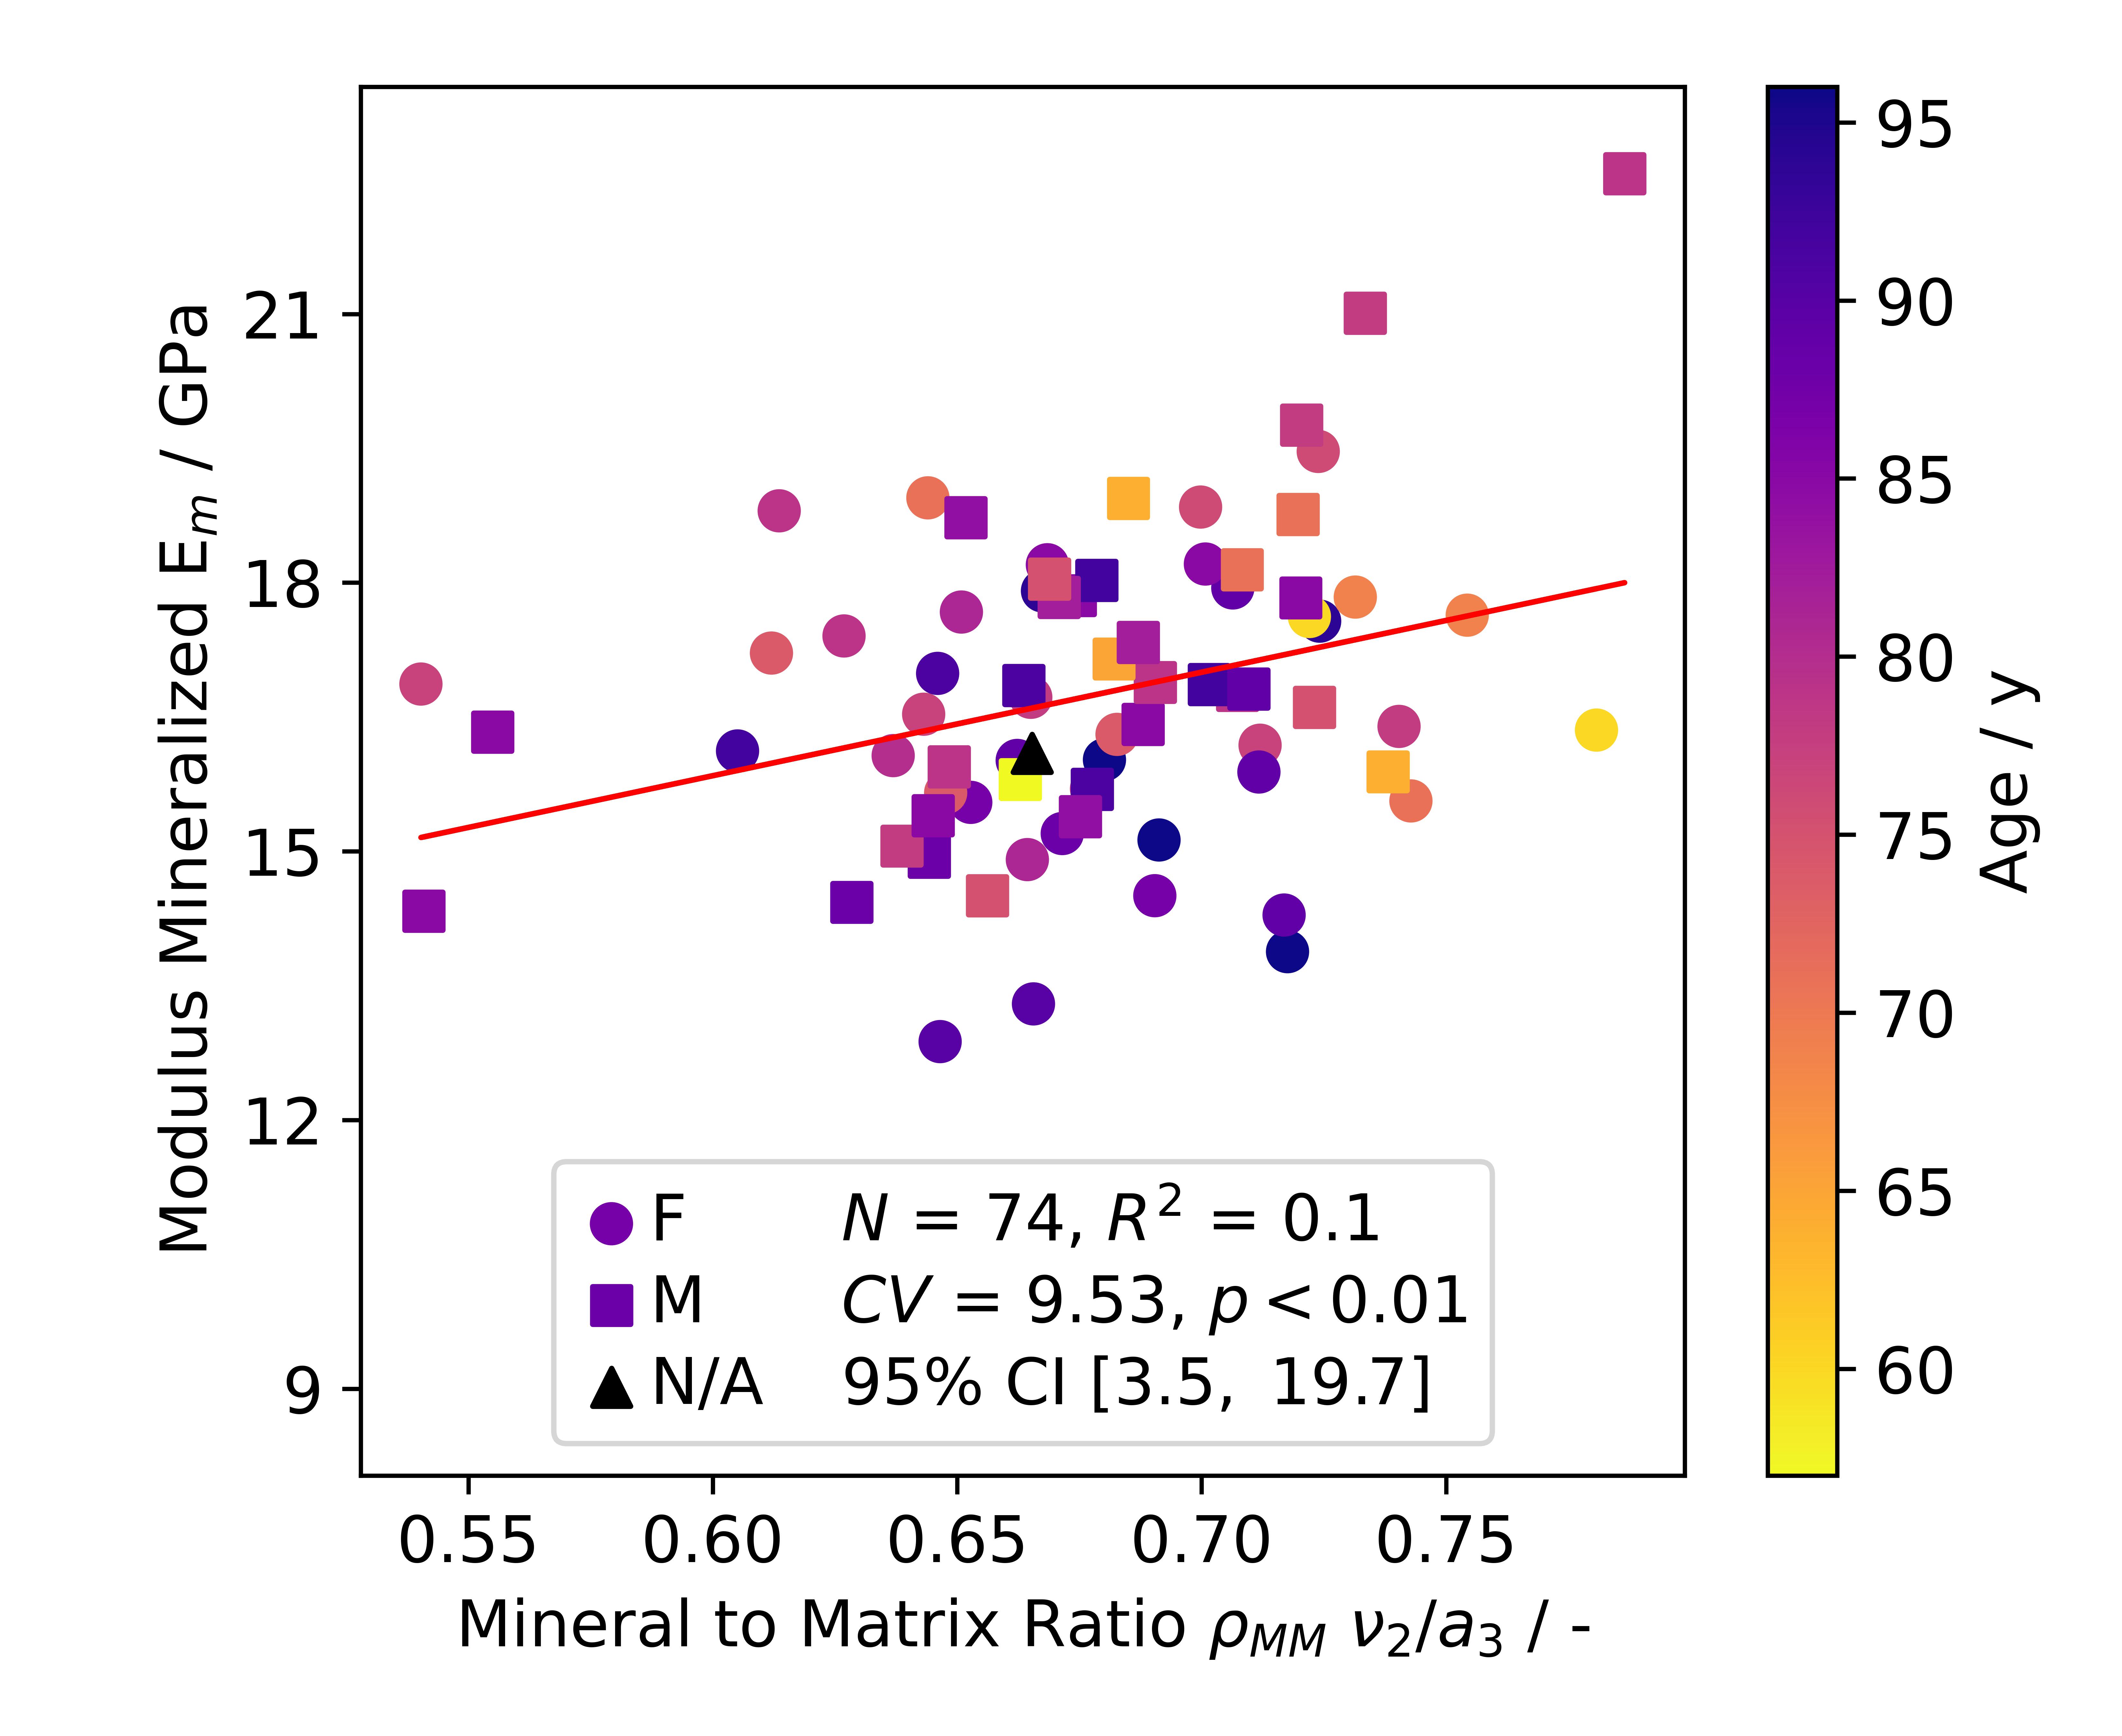 Modulus Mineralized Eₘ / GPa
21
18
15
12
9
F N = 74, R² = 0.1
M CV = 9.53, p < 0.01
N/A 95% CI [3.5, 19.7]
0.55 0.60 0.65 0.70 0.75
Mineral to Matrix Ratio ρMM ν₂/a₃ / -
95
90
85
80
75
70
65
60
Age / y